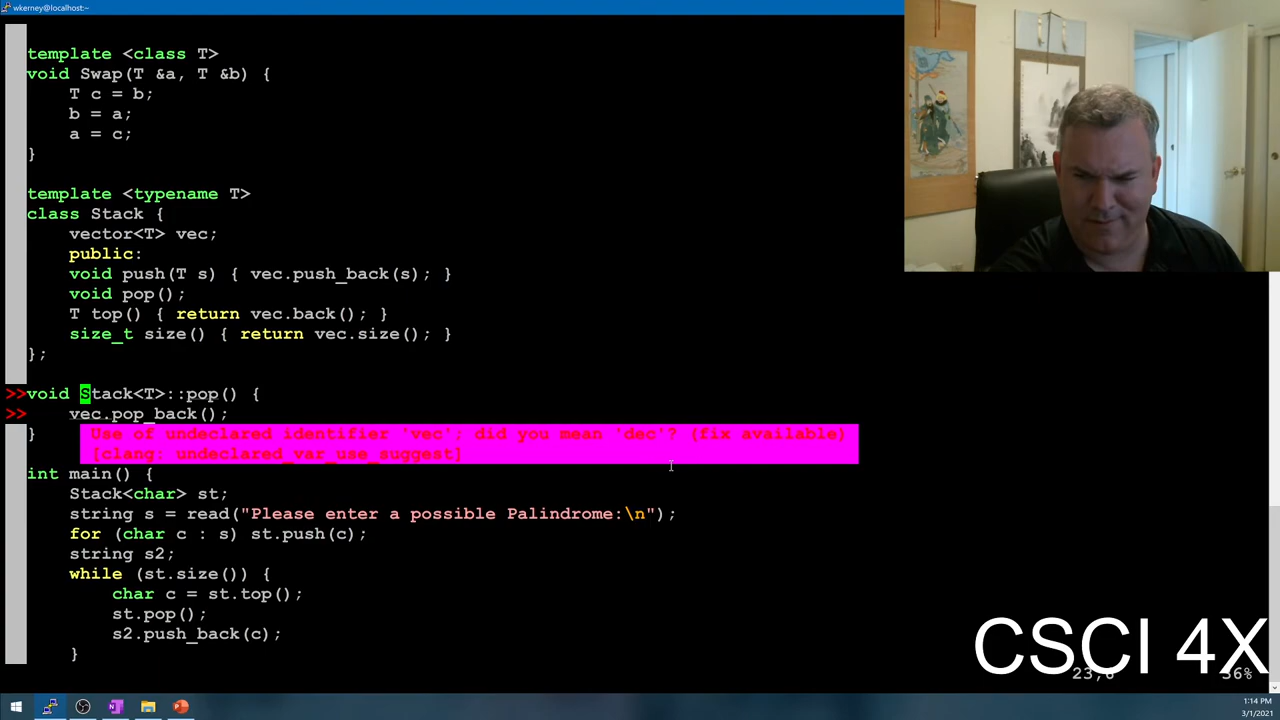 wkerney@localhost:~
template <class T>
void Swap(T &a, T &b) {
    T c = b;
    b = a;
    a = c;
}
template <typename T>
class Stack {
    vector<T> vec;
    public:
    void push(T s) { vec.push_back(s); }
    void pop();
    T top() { return vec.back(); }
    size_t size() { return vec.size(); }
};
>>void Stack<T>::pop() {
>>    vec.pop_back();
}
Use of undeclared identifier 'vec'; did you mean 'dec'? (fix available)
[clang: undeclared_var_use_suggest]
int main() {
    Stack<char> st;
    string s = read("Please enter a possible Palindrome:\n");
    for (char c : s) st.push(c);
    string s2;
    while (st.size()) {
        char c = st.top();
        st.pop();
        s2.push_back(c);
    }
CSCI 4X
23,6 36%
1:14 PM
3/1/2021